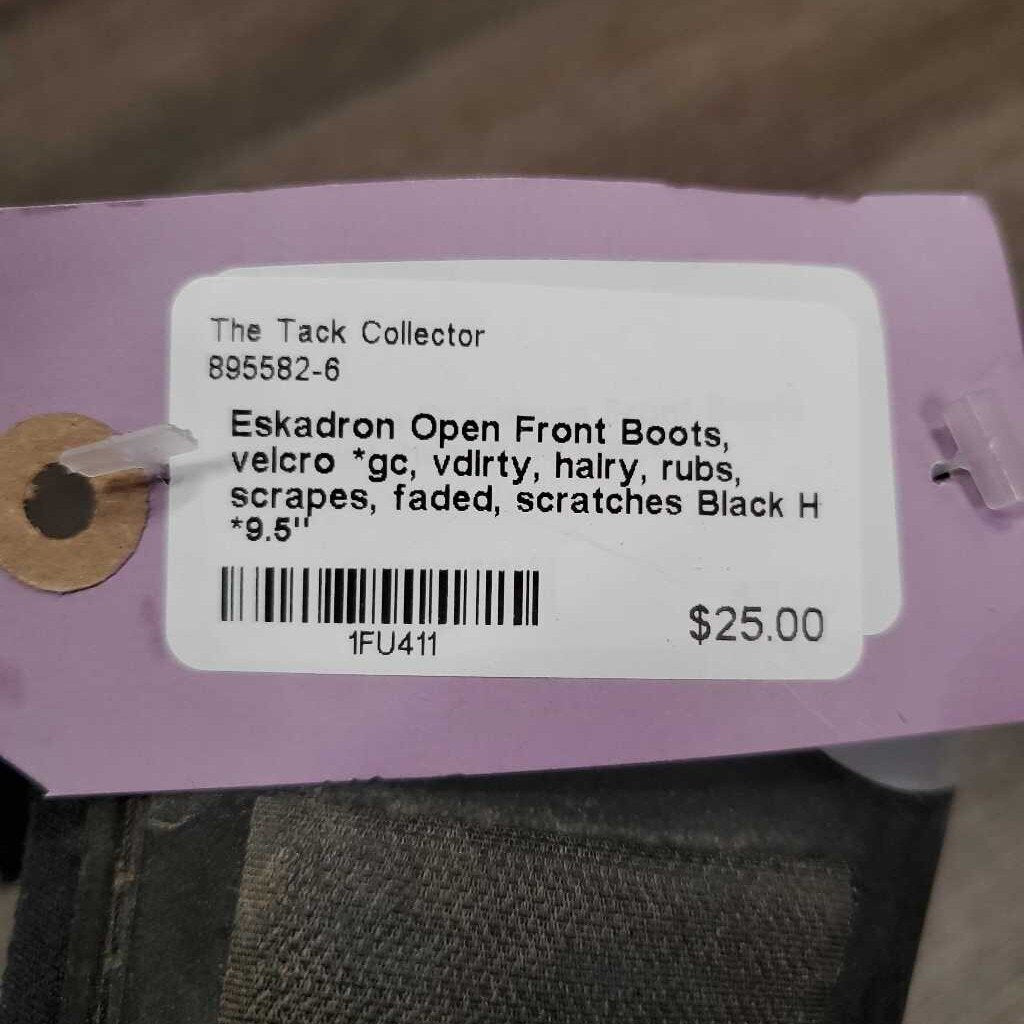 The Tack Collector
895582-6
Eskadron Open Front Boots,
velcro *gc, vdirty, hairy, rubs,
scrapes, faded, scratches Black H
*9.5"
1FU411
$25.00